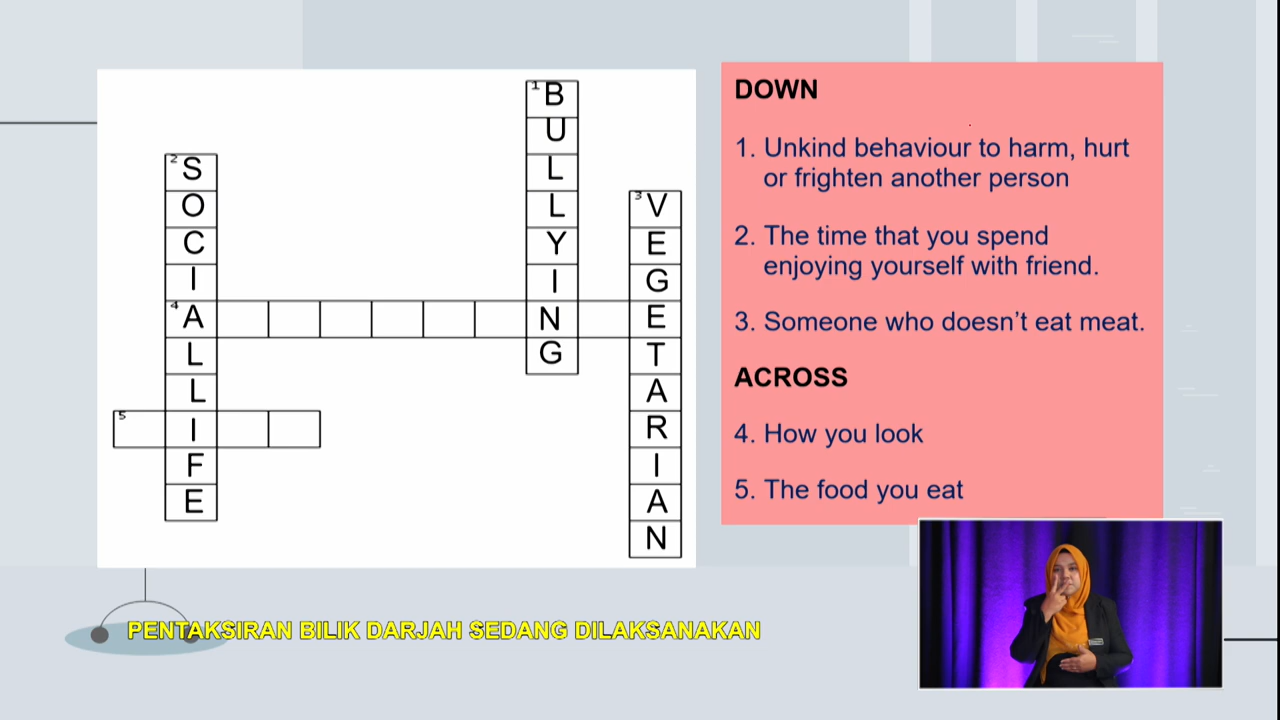 1 B
U
2 S
L
O
L
3 V
C
Y
E
I
I
G
4 A
N
E
L
G
T
L
A
5
I
R
F
I
E
A
N
DOWN
1. Unkind behaviour to harm, hurt
or frighten another person
2. The time that you spend
enjoying yourself with friend.
3. Someone who doesn't eat meat.
ACROSS
4. How you look
5. The food you eat
PENTAKSIRAN BILIK DARJAH SEDANG DILAKSANAKAN